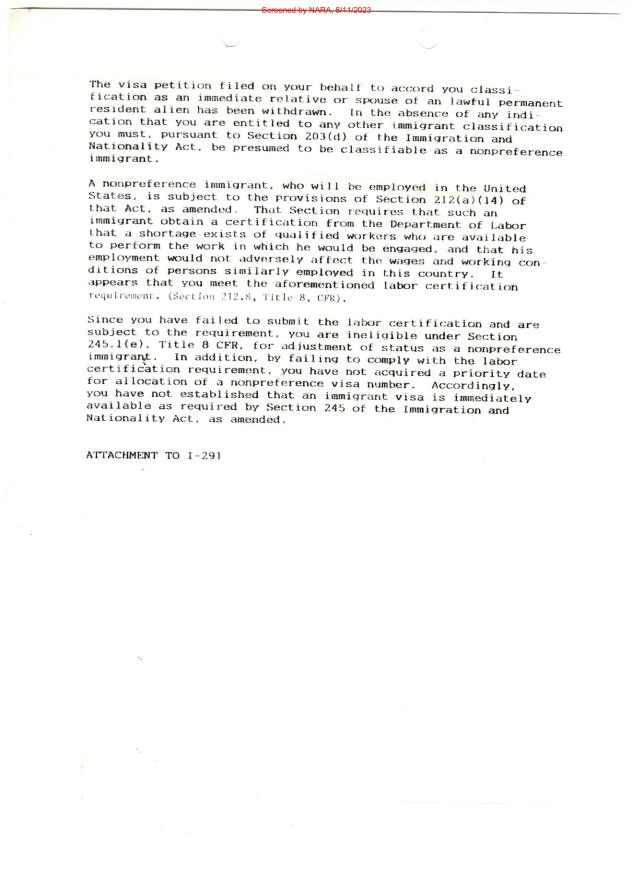 Screened by NARA, 8/11/2023
The visa petition filed on your behalf to accord you classi-
fication as an immediate relative or spouse of an lawful permanent
resident alien has been withdrawn. In the absence of any indi-
cation that you are entitled to any other immigrant classification
you must, pursuant to Section 203(d) of the Immigration and
Nationality Act, be presumed to be classifiable as a nonpreference
immigrant.
A nonpreference immigrant, who will be employed in the United
States, is subject to the provisions of Section 212(a)(14) of
that Act, as amended. That Section requires that such an
immigrant obtain a certification from the Department of Labor
that a shortage exists of qualified workers who are available
to perform the work in which he would be engaged, and that his
employment would not adversely affect the wages and working con-
ditions of persons similarly employed in this country. It
appears that you meet the aforementioned labor certification
requirement. (Section 212.8, Title 8, CFR).
Since you have failed to submit the labor certification and are
subject to the requirement, you are ineligible under Section
245.1(e), Title 8 CFR, for adjustment of status as a nonpreference
immigrant. In addition, by failing to comply with the labor
certification requirement, you have not acquired a priority date
for allocation of a nonpreference visa number. Accordingly,
you have not established that an immigrant visa is immediately
available as required by Section 245 of the Immigration and
Nationality Act, as amended.
ATTACHMENT TO I-291